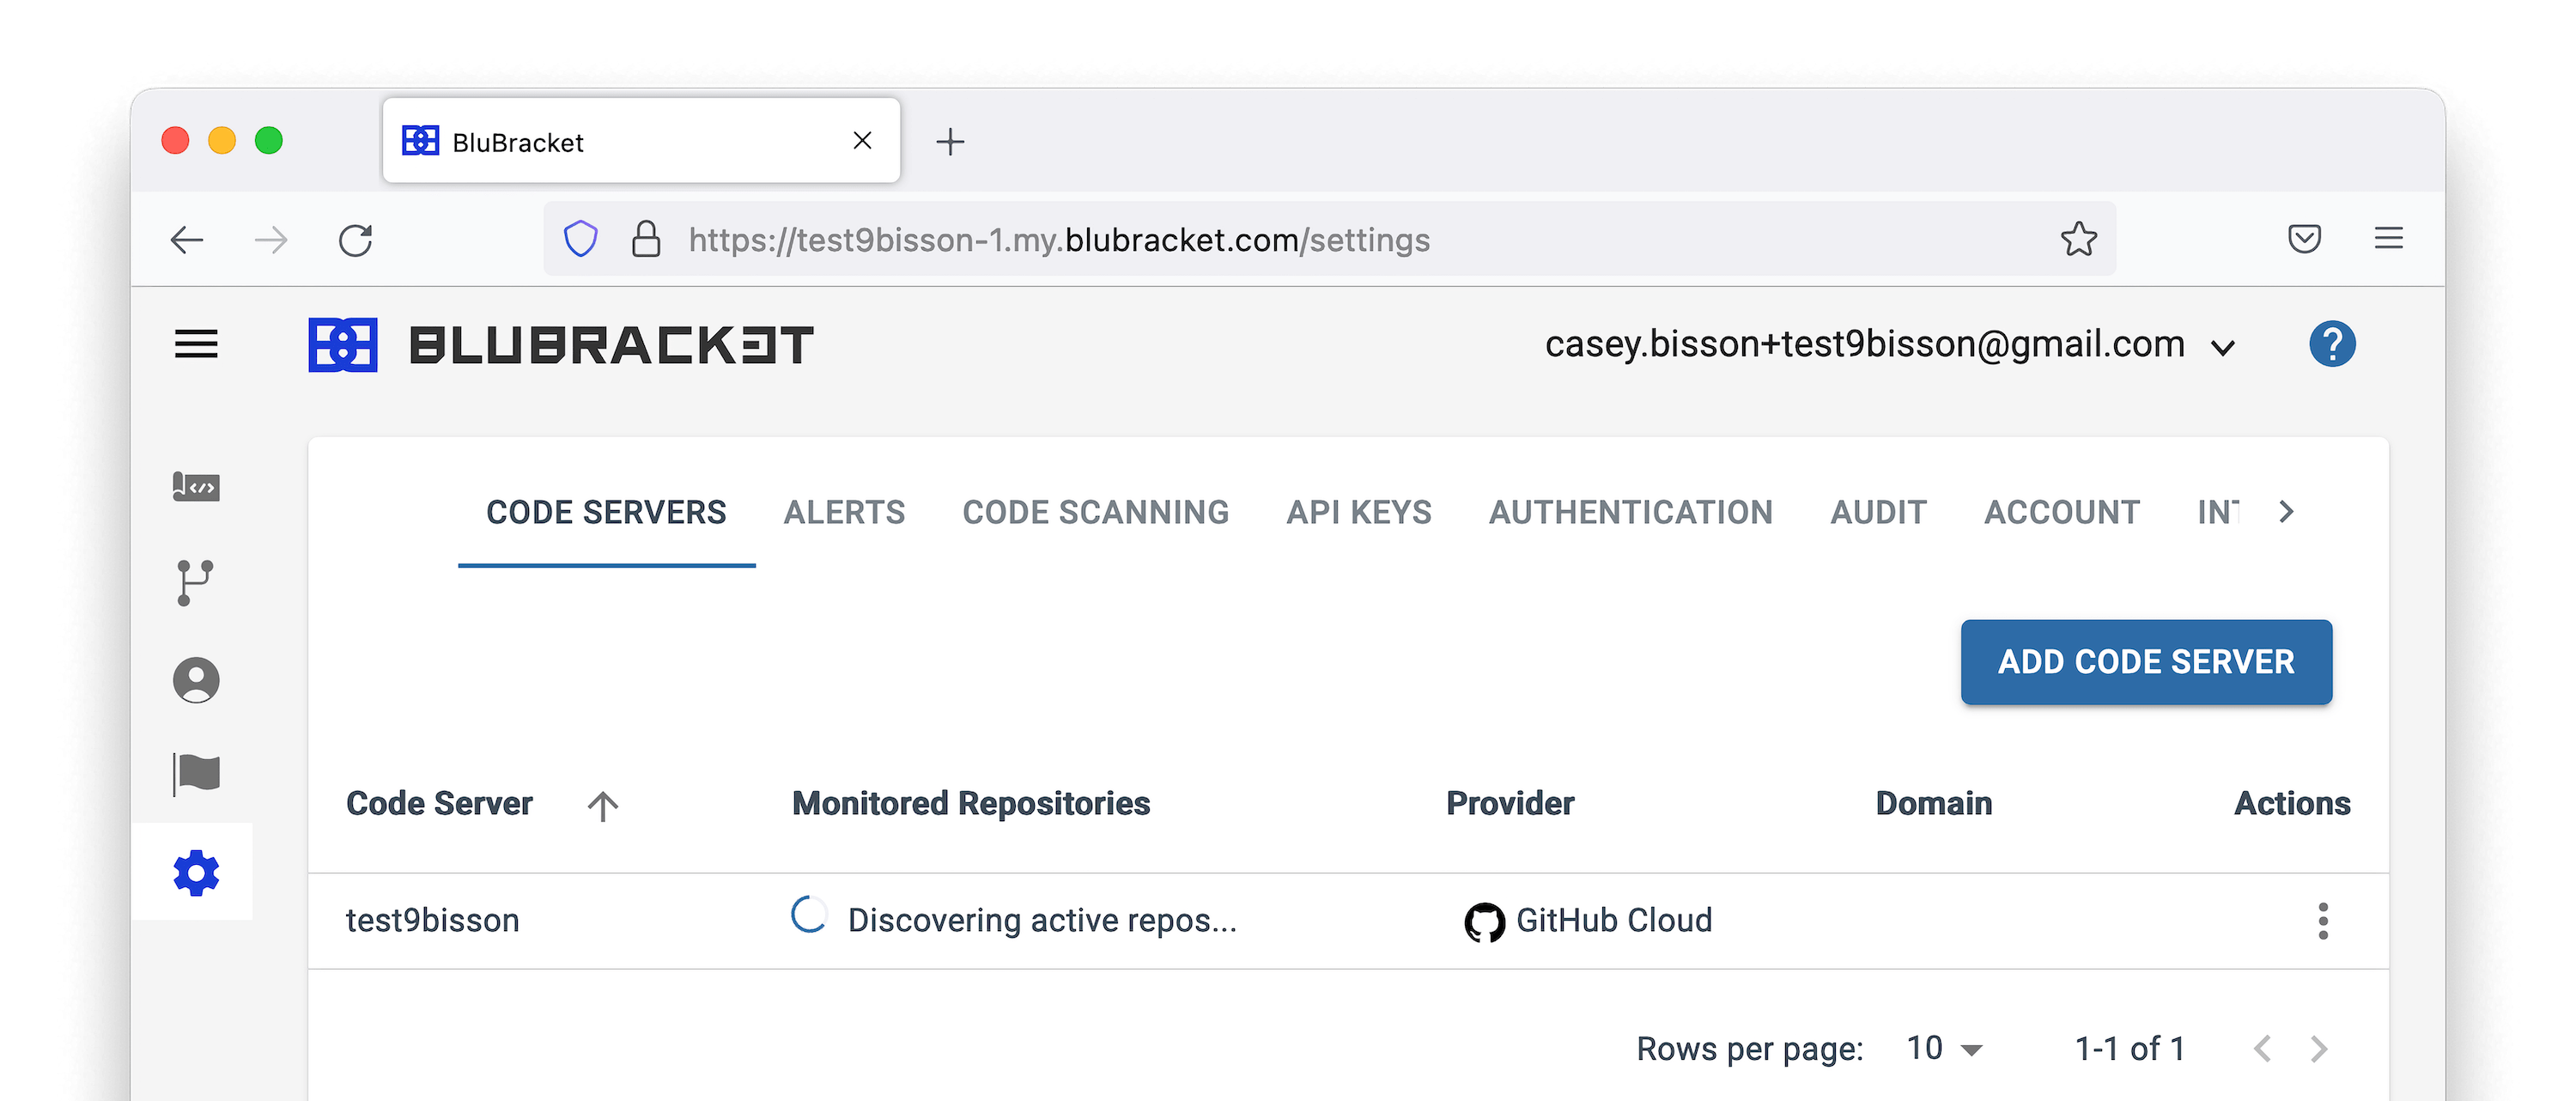 BluBracket
https://test9bisson-1.my.blubracket.com/settings
BLUBRACKET casey.bisson+test9bisson@gmail.com ?
CODE SERVERS ALERTS CODE SCANNING API KEYS AUTHENTICATION AUDIT ACCOUNT
ADD CODE SERVER
Code Server Monitored Repositories Provider Domain Actions
test9bisson Discovering active repos... GitHub Cloud
Rows per page: 10 1-1 of 1